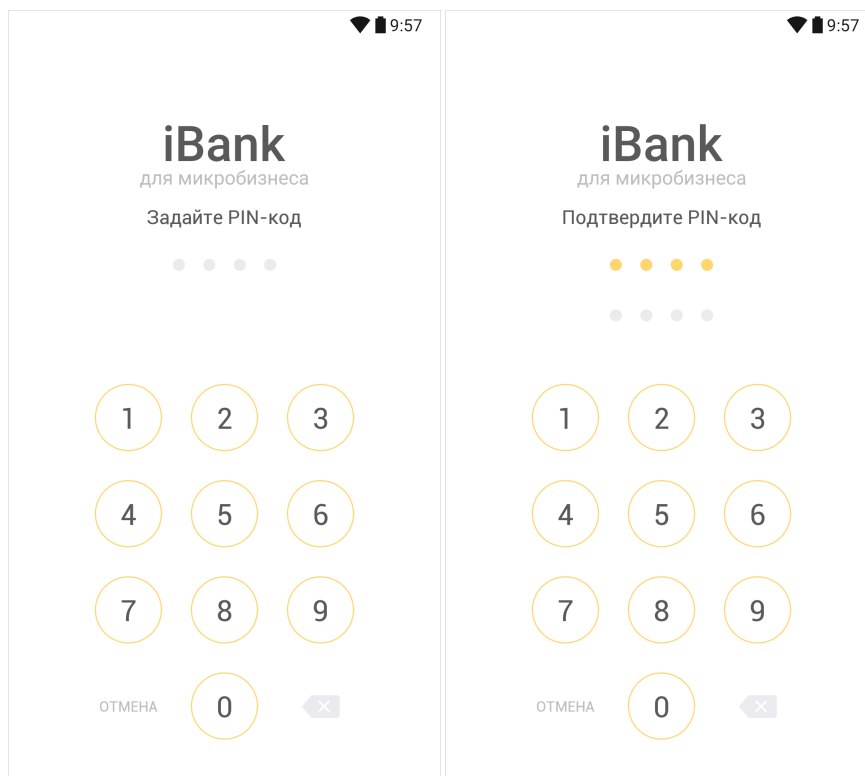 9:57
iBank
для микробизнеса
Задайте PIN-код
1 2 3
4 5 6
7 8 9
ОТМЕНА 0
9:57
iBank
для микробизнеса
Подтвердите PIN-код
1 2 3
4 5 6
7 8 9
ОТМЕНА 0